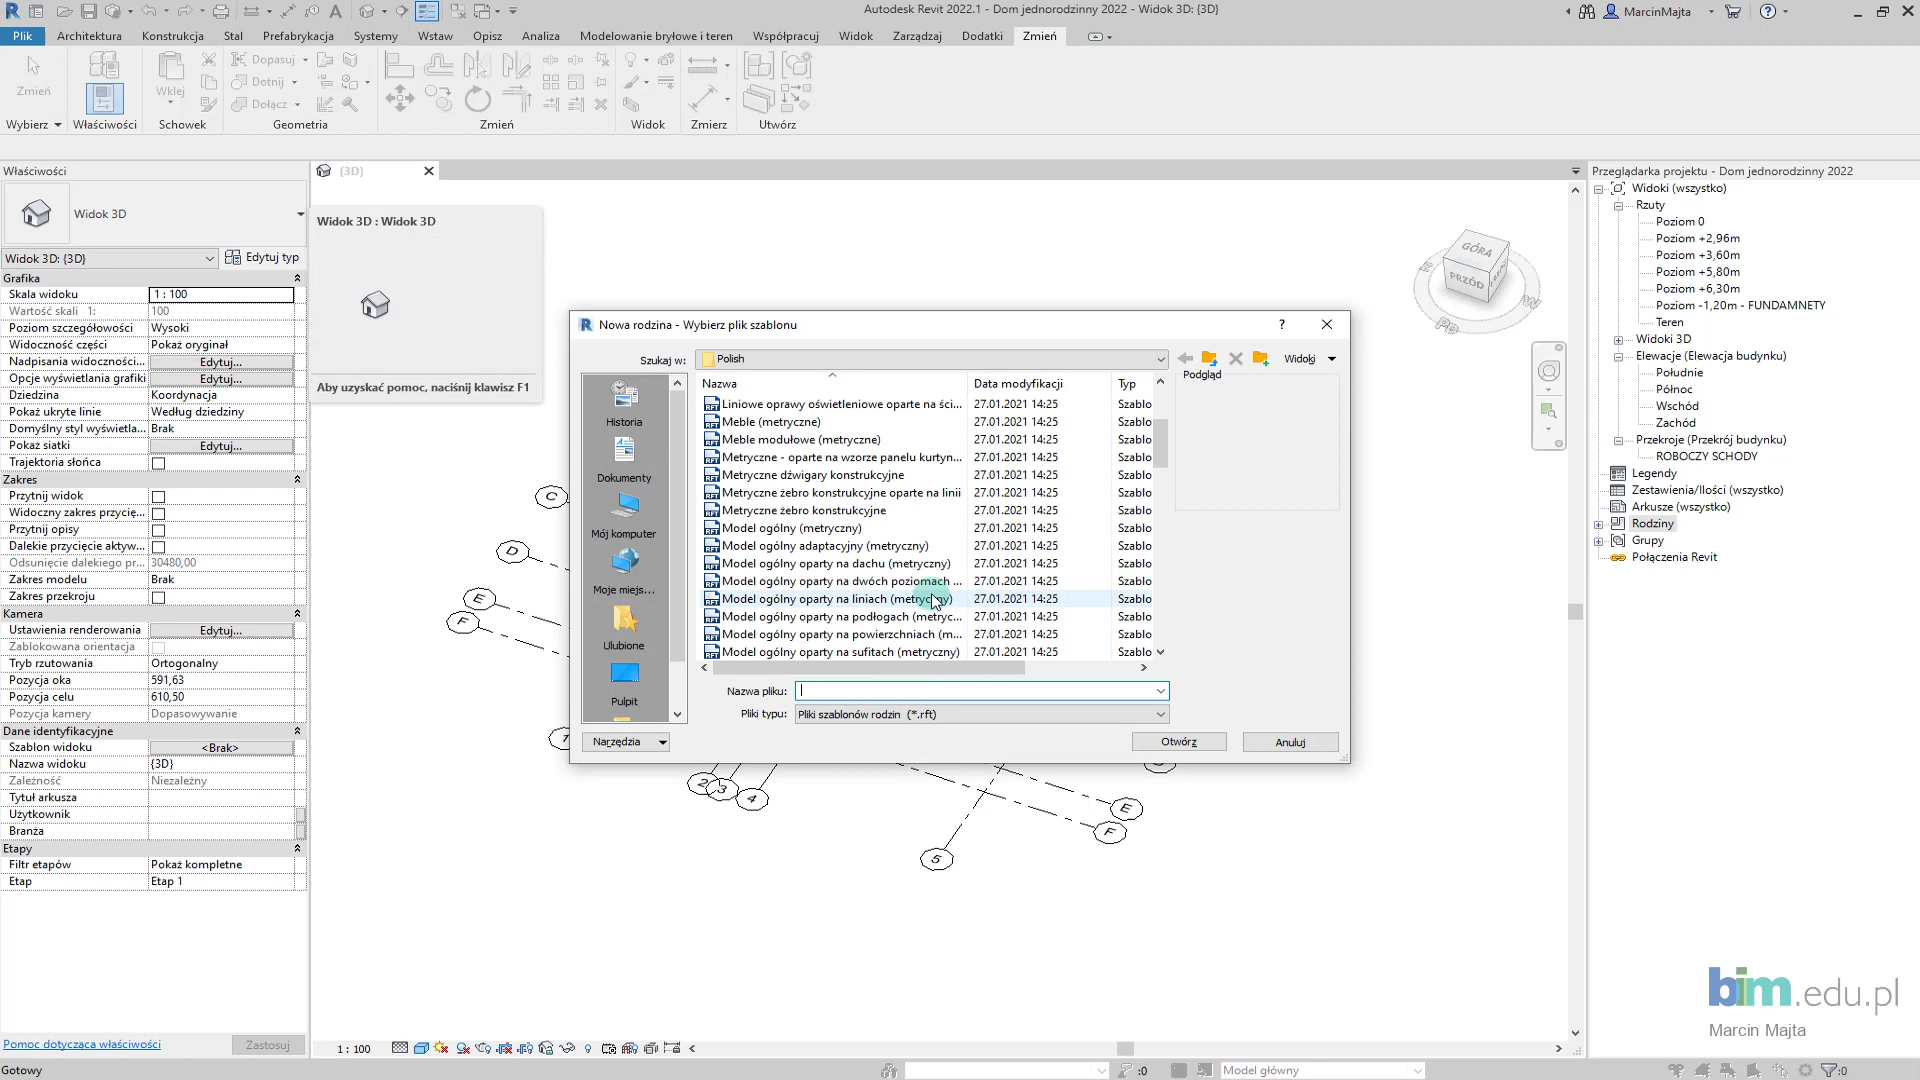 Autodesk Revit 2022.1 - Dom jednorodzinny 2022 - Widok 3D: {3D}
MarcinMajta
Plik Architektura Konstrukcja Stal Prefabrykacja Systemy Wstaw Opisz Analiza Modelowanie bryłowe i teren Współpracuj Widok Zarządzaj Dodatki Zmień
Zmień
Wklej
Dopasuj
Dotnij
Dołącz
Wybierz Właściwości Schowek Geometria Zmień Widok Zmierz Utwórz
Właściwości
Widok 3D
Widok 3D: {3D}
Edytuj typ
Grafika
Skala widoku 1 : 100
Wartość skali 1: 100
Poziom szczegółowości Wysoki
Widoczność części Pokaż oryginał
Nadpisania widoczności... Edytuj...
Opcje wyświetlania grafiki Edytuj...
Dziedzina Koordynacja
Pokaż ukryte linie Według dziedziny
Domyślny styl wyświetla... Brak
Pokaż siatki Edytuj...
Trajektoria słońca
Zakres
Przytnij widok
Widoczny zakres przycię...
Przytnij opisy
Dalekie przycięcie aktyw...
Odsunięcie dalekiego pr... 30480,00
Zakres modelu Brak
Zakres przekroju
Kamera
Ustawienia renderowania Edytuj...
Zablokowana orientacja
Tryb rzutowania Ortogonalny
Pozycja oka 591,63
Pozycja celu 610,50
Pozycja kamery Dopasowywanie
Dane identyfikacyjne
Szablon widoku <Brak>
Nazwa widoku {3D}
Zależność Niezależny
Tytuł arkusza
Użytkownik
Branża
Etapy
Filtr etapów Pokaż kompletne
Etap Etap 1
Pomoc dotycząca właściwości Zastosuj
Gotowy
{3D}
Widok 3D : Widok 3D
Aby uzyskać pomoc, naciśnij klawisz F1
GÓRA
PRZÓD
C
D
E
F
2
3
4
5
E
F
Nowa rodzina - Wybierz plik szablonu
?
Szukaj w: Polish
Widoki
Podgląd
Historia
Dokumenty
Mój komputer
Moje miejs...
Ulubione
Pulpit
Nazwa Data modyfikacji Typ
Liniowe oprawy oświetleniowe oparte na ści... 27.01.2021 14:25 Szablo
Meble (metryczne) 27.01.2021 14:25 Szablo
Meble modułowe (metryczne) 27.01.2021 14:25 Szablo
Metryczne - oparte na wzorze panelu kurtyn... 27.01.2021 14:25 Szablo
Metryczne dźwigary konstrukcyjne 27.01.2021 14:25 Szablo
Metryczne żebro konstrukcyjne oparte na linii 27.01.2021 14:25 Szablo
Metryczne żebro konstrukcyjne 27.01.2021 14:25 Szablo
Model ogólny (metryczny) 27.01.2021 14:25 Szablo
Model ogólny adaptacyjny (metryczny) 27.01.2021 14:25 Szablo
Model ogólny oparty na dachu (metryczny) 27.01.2021 14:25 Szablo
Model ogólny oparty na dwóch poziomach ... 27.01.2021 14:25 Szablo
Model ogólny oparty na liniach (metryczny) 27.01.2021 14:25 Szablo
Model ogólny oparty na podłogach (metryc... 27.01.2021 14:25 Szablo
Model ogólny oparty na powierzchniach (m... 27.01.2021 14:25 Szablo
Model ogólny oparty na sufitach (metryczny) 27.01.2021 14:25 Szablo
Nazwa pliku:
Pliki typu: Pliki szablonów rodzin (*.rft)
Narzędzia Otwórz Anuluj
Przeglądarka projektu - Dom jednorodzinny 2022
Widoki (wszystko)
Rzuty
Poziom 0
Poziom +2,96m
Poziom +3,60m
Poziom +5,80m
Poziom +6,30m
Poziom -1,20m - FUNDAMNETY
Teren
Widoki 3D
Elewacje (Elewacja budynku)
Południe
Północ
Wschód
Zachód
Przekroje (Przekrój budynku)
ROBOCZY SCHODY
Legendy
Zestawienia/Ilości (wszystko)
Arkusze (wszystko)
Rodziny
Grupy
Połączenia Revit
bim.edu.pl
Marcin Majta
1 : 100
:0 Model główny :0